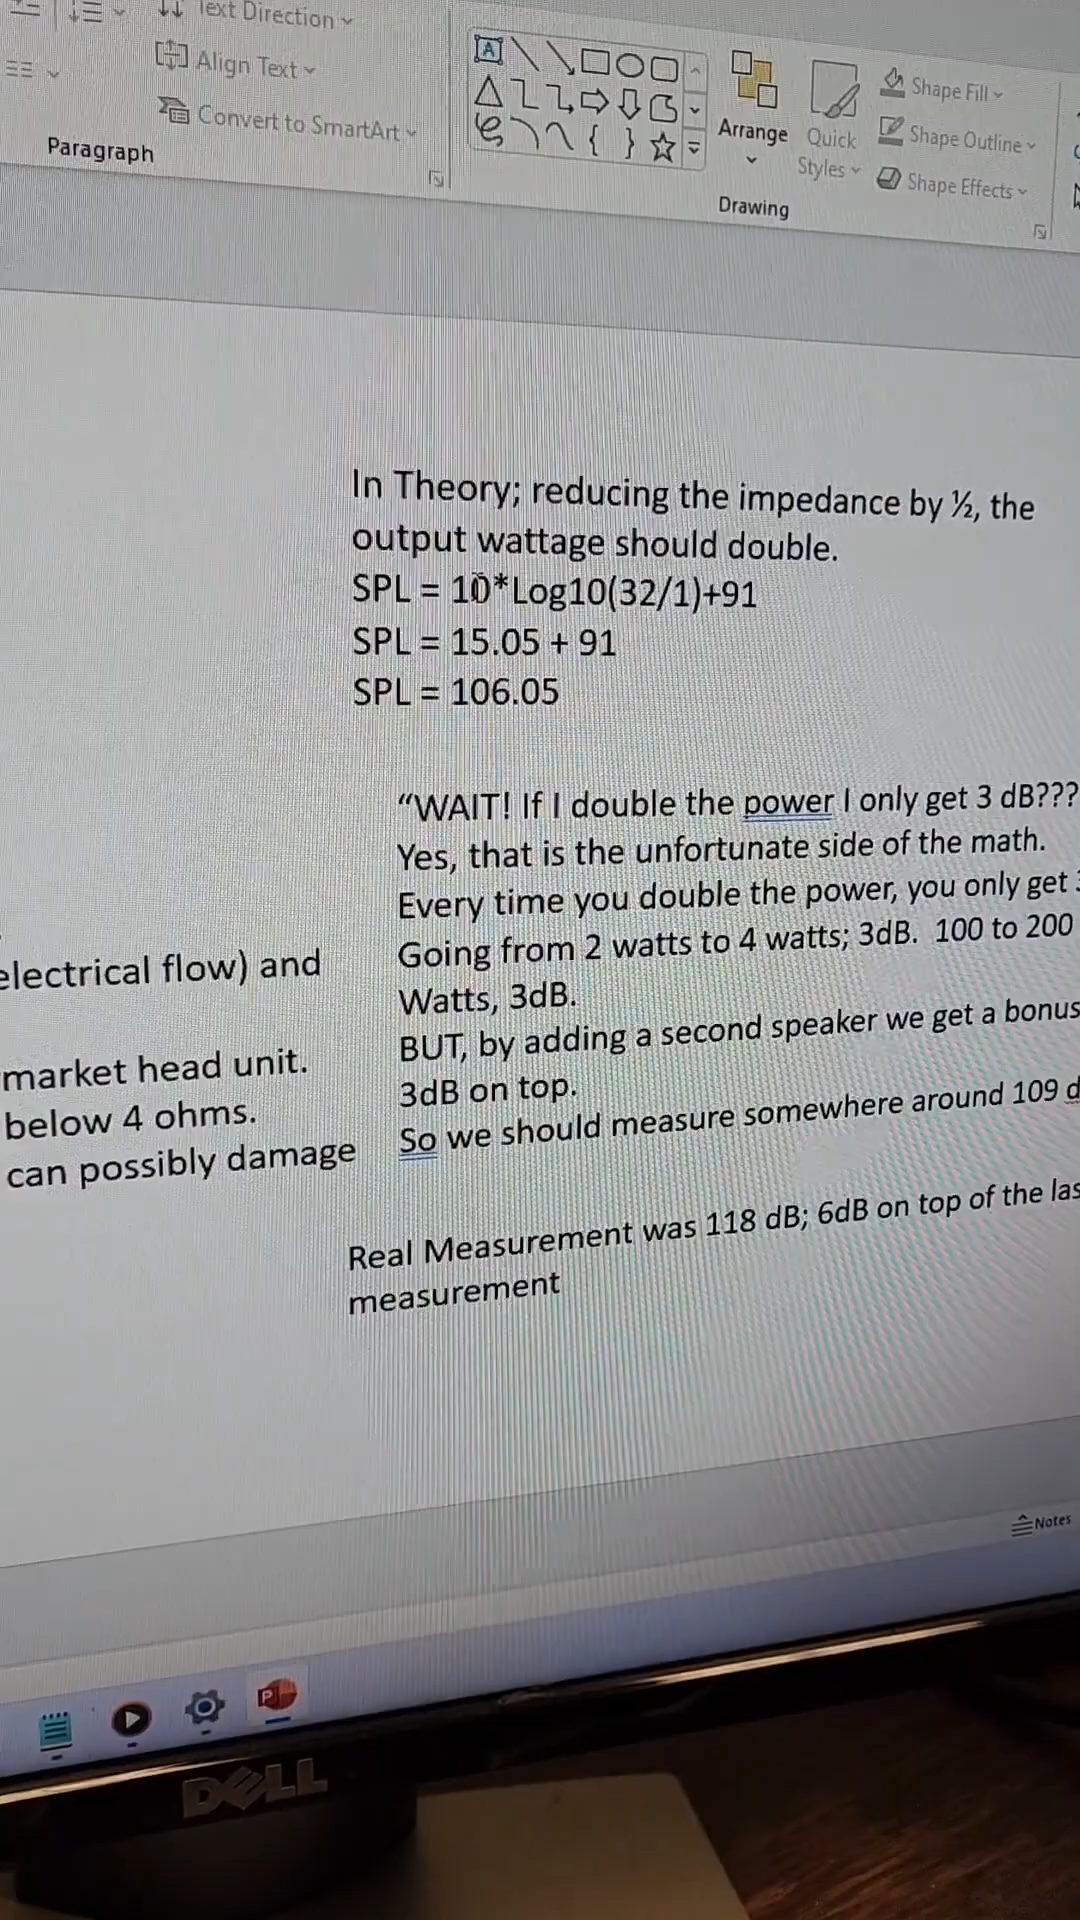 Text Direction
Align Text
Convert to SmartArt
Paragraph
Arrange
Quick
Styles
Shape Fill
Shape Outline
Shape Effects
Drawing
In Theory; reducing the impedance by ½, the
output wattage should double.
SPL = 10*Log10(32/1)+91
SPL = 15.05 + 91
SPL = 106.05
electrical flow) and
market head unit.
below 4 ohms.
can possibly damage
“WAIT! If I double the power I only get 3 dB???
Yes, that is the unfortunate side of the math.
Every time you double the power, you only get
Going from 2 watts to 4 watts; 3dB. 100 to 200
Watts, 3dB.
BUT, by adding a second speaker we get a bonus
3dB on top.
So we should measure somewhere around 109
Real Measurement was 118 dB; 6dB on top of the
measurement
Notes
DELL